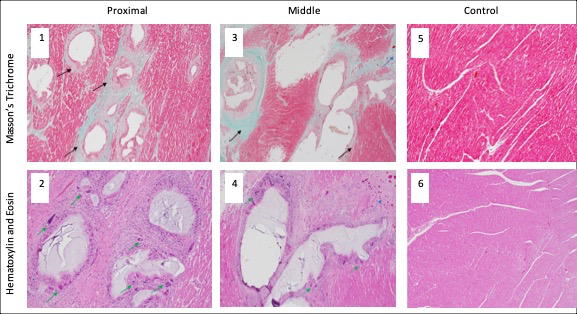 Proximal Middle Control
Masson's Trichrome
1 3 5
Hematoxylin and Eosin
2 4 6